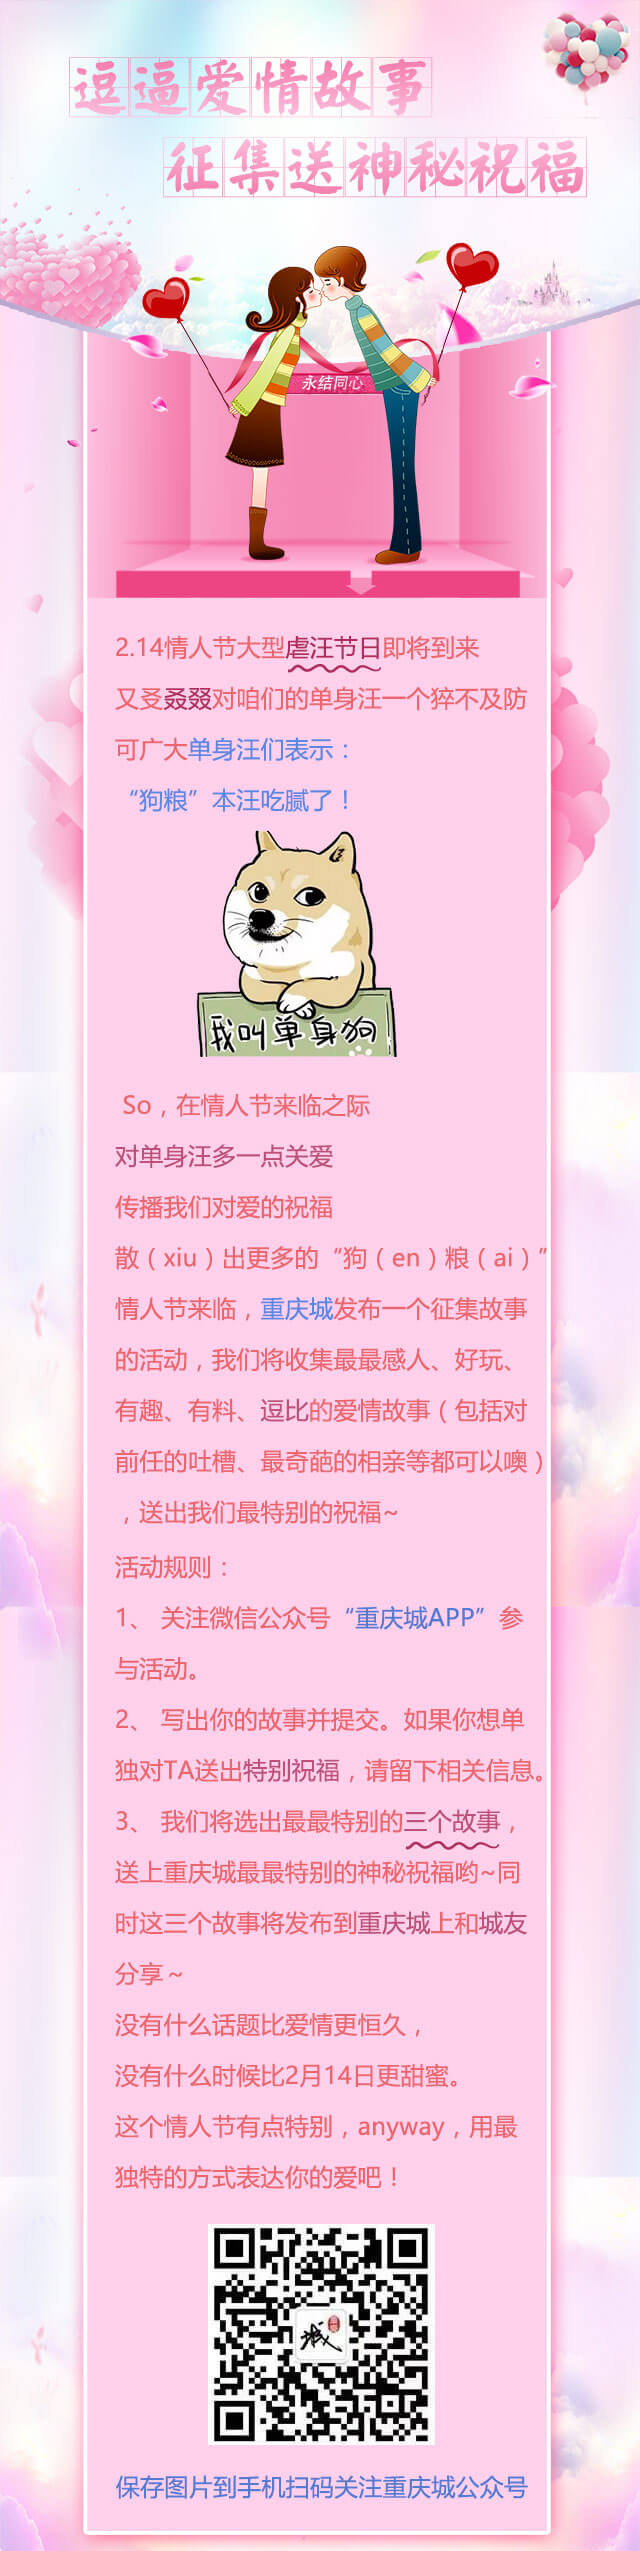 逗逼爱情故事
征集送神秘祝福
永结同心
2.14情人节大型虐汪节日即将到来
又叒叕叕对咱们的单身汪一个猝不及防
可广大单身汪们表示：
“狗粮”本汪吃腻了！
我叫单身狗
So，在情人节来临之际
对单身汪多一点关爱
传播我们对爱的祝福
散（xiu）出更多的“狗（en）粮（ai）”
情人节来临，重庆城发布一个征集故事
的活动，我们将收集最最感人、好玩、
有趣、有料、逗比的爱情故事（包括对
前任的吐槽、最奇葩的相亲等都可以噢）
，送出我们最特别的祝福~
活动规则：
1、 关注微信公众号“重庆城APP”参
与活动。
2、 写出你的故事并提交。如果你想单
独对TA送出特别祝福，请留下相关信息。
3、 我们将选出最最特别的三个故事，
送上重庆城最最特别的神秘祝福哟~同
时这三个故事将发布到重庆城上和城友
分享～
没有什么话题比爱情更恒久，
没有什么时候比2月14日更甜蜜。
这个情人节有点特别，anyway，用最
独特的方式表达你的爱吧！
城
保存图片到手机扫码关注重庆城公众号